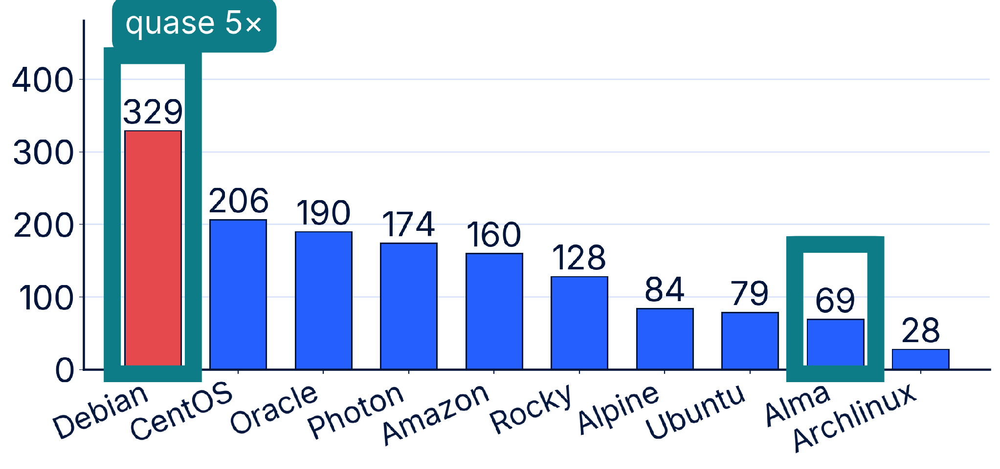 quase 5×
400
300
200
100
0
329
206
190
174
160
128
84
79
69
28
Debian
CentOS
Oracle
Photon
Amazon
Rocky
Alpine
Ubuntu
Alma
Archlinux